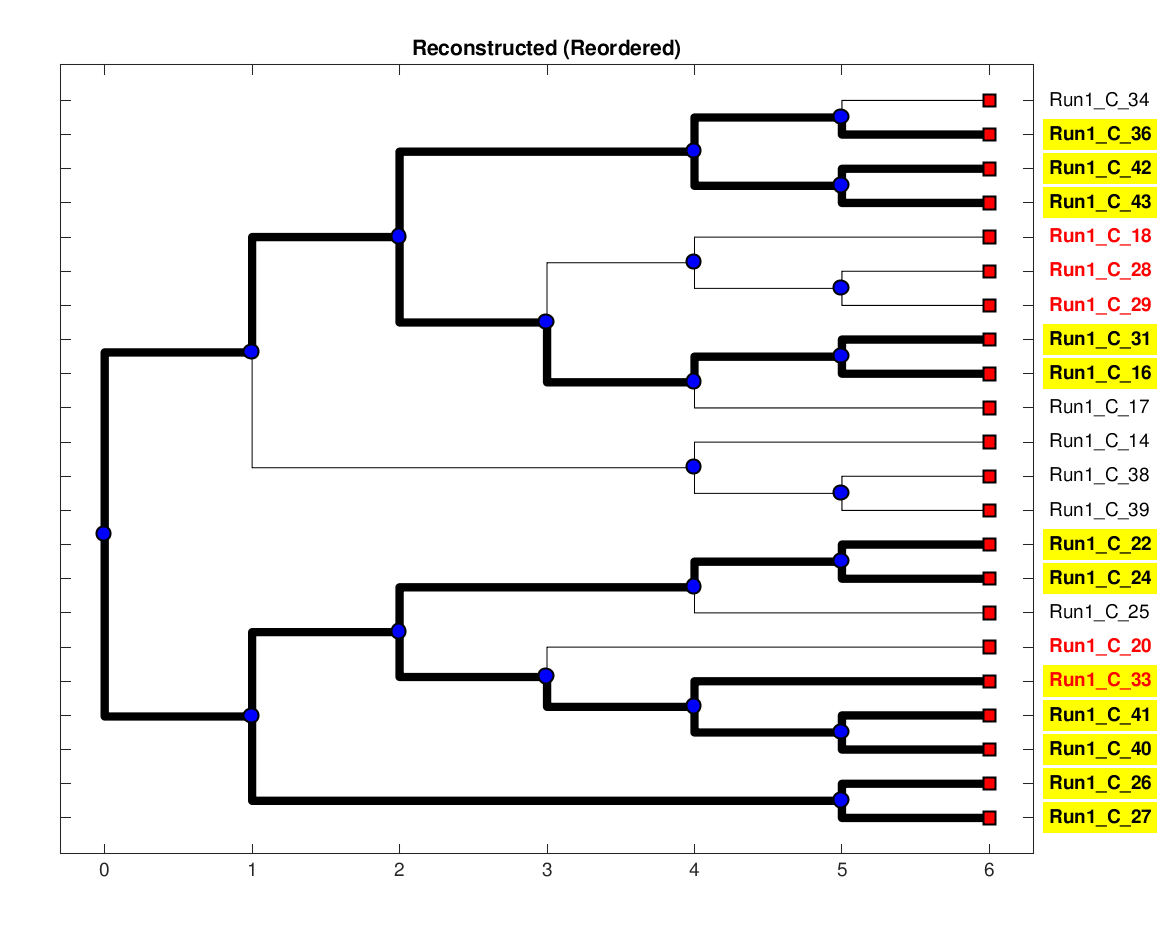 Reconstructed (Reordered)
Run1_C_34
Run1_C_36
Run1_C_42
Run1_C_43
Run1_C_18
Run1_C_28
Run1_C_29
Run1_C_31
Run1_C_16
Run1_C_17
Run1_C_14
Run1_C_38
Run1_C_39
Run1_C_22
Run1_C_24
Run1_C_25
Run1_C_20
Run1_C_33
Run1_C_41
Run1_C_40
Run1_C_26
Run1_C_27
0 1 2 3 4 5 6